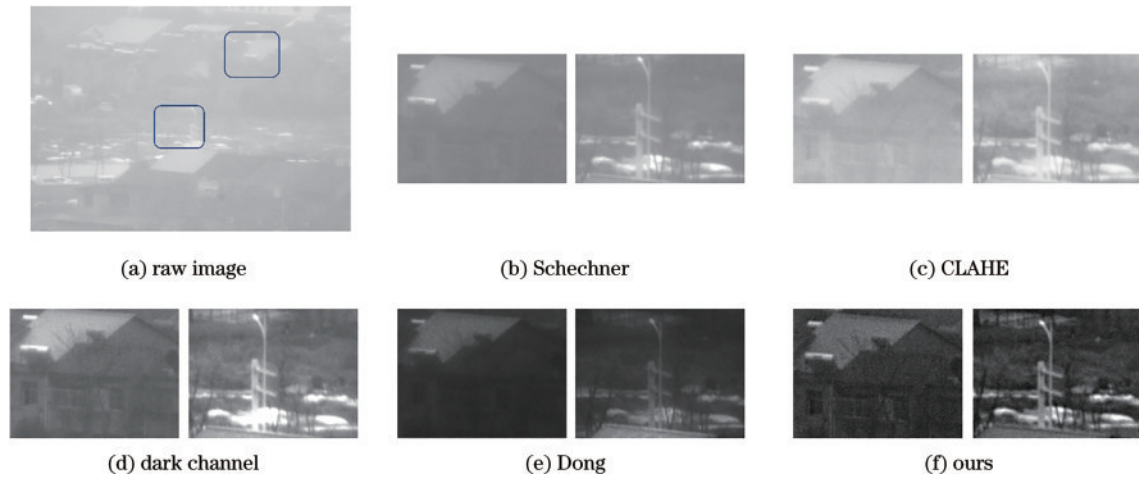 (a) raw image
(b) Schechner
(c) CLAHE
(d) dark channel
(e) Dong
(f) ours